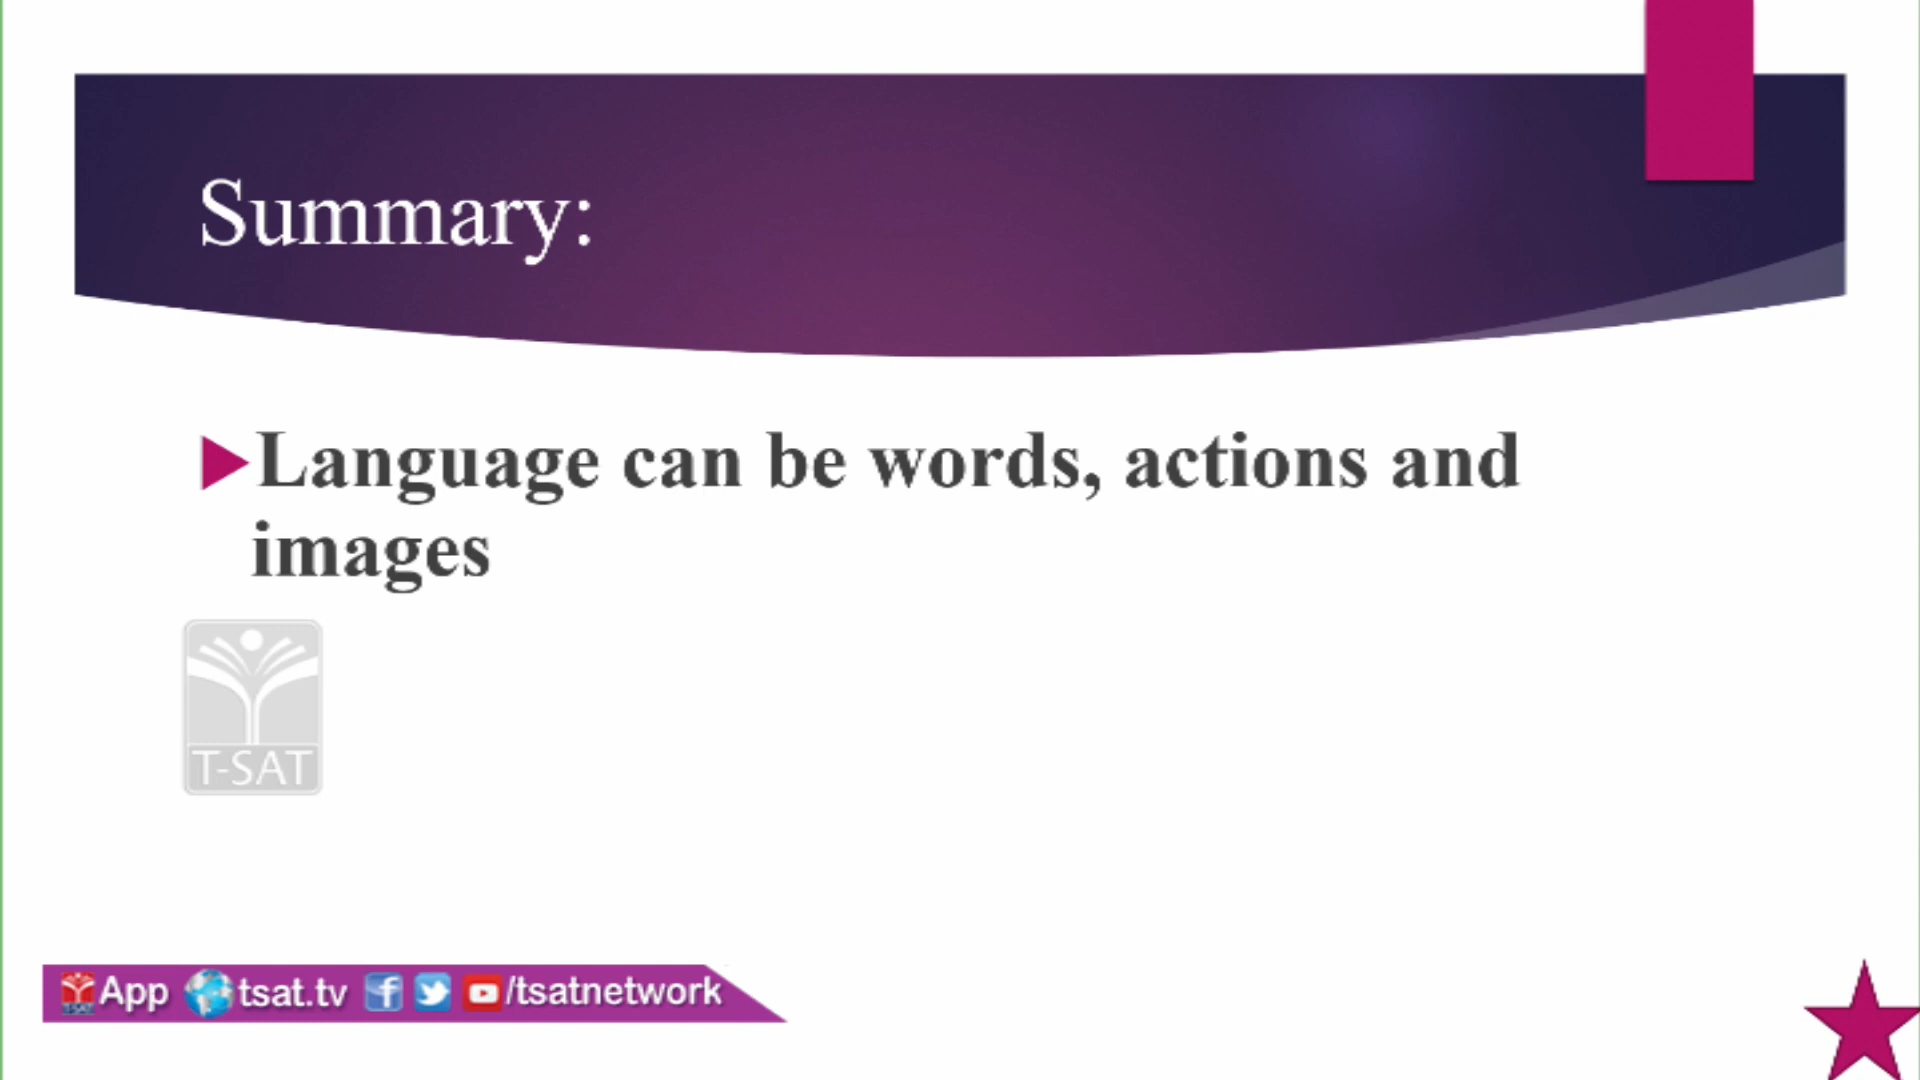 Summary:
Language can be words, actions and
images
T-SAT
App tsat.tv /tsatnetwork